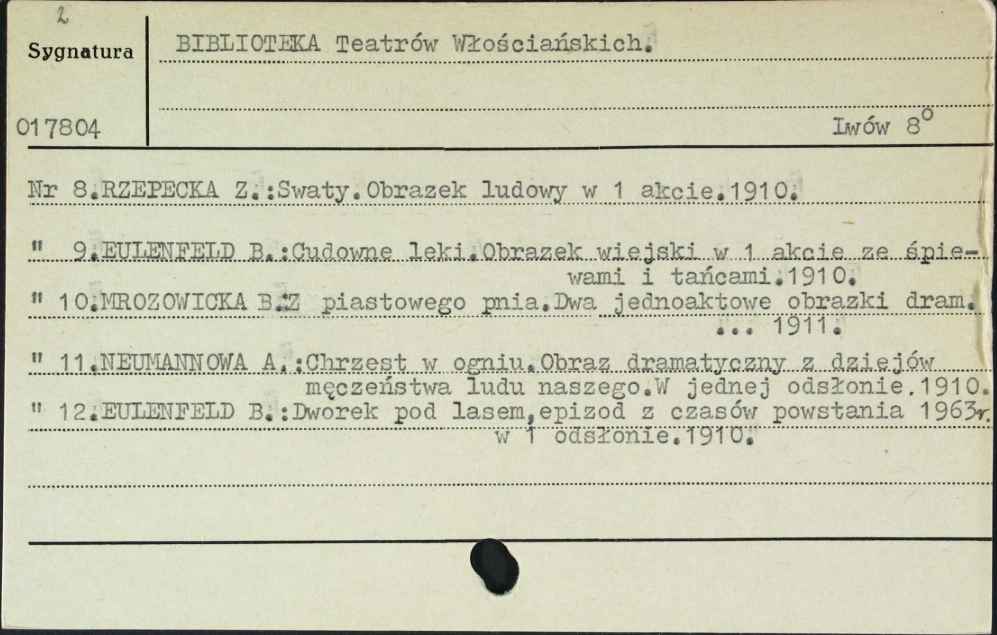 2
Sygnatura
BIBLIOTEKA Teatrów Włościańskich.
017804
Lwów 8°
Nr 8.RZEPECKA Z.:Swaty.Obrazek ludowy w 1 akcie.1910.
" 9.EULENFELD B.:Cudowne leki.Obrazek wiejski w 1 akcie ze śpie-
wami i tańcami.1910.
" 10.MROZOWICKA B.:Z piastowego pnia.Dwa jednoaktowe obrazki dram.
... 1911.
" 11.NEUMANNOWA A.:Chrzest w ogniu.Obraz dramatyczny z dziejów
męczeństwa ludu naszego.W jednej odsłonie.1910.
" 12.EULENFELD B.:Dworek pod lasem,epizod z czasów powstania 1963r.
w 1 odsłonie.1910.